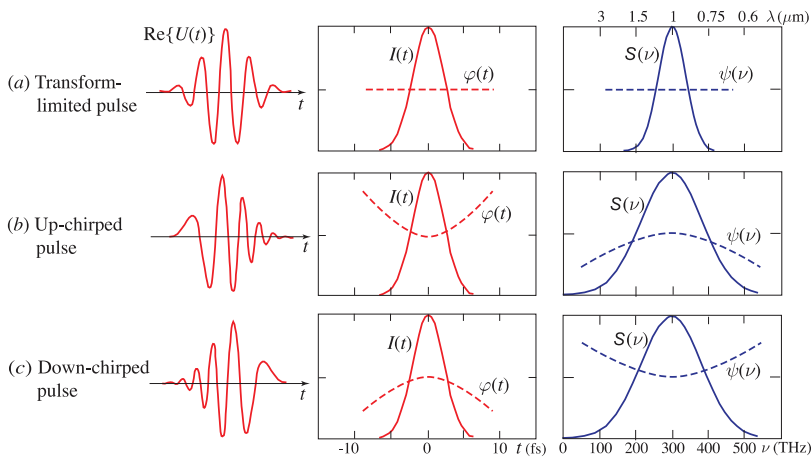 3 1.5 1 0.75 0.6 λ(μm)
Re{U(t)}
I(t)
φ(t)
S(ν)
ψ(ν)
(a) Transform-
limited pulse
t
I(t)
φ(t)
S(ν)
ψ(ν)
(b) Up-chirped
pulse
t
I(t)
φ(t)
S(ν)
ψ(ν)
(c) Down-chirped
pulse
t
-10 0 10 t (fs)
0 100 200 300 400 500 ν (THz)